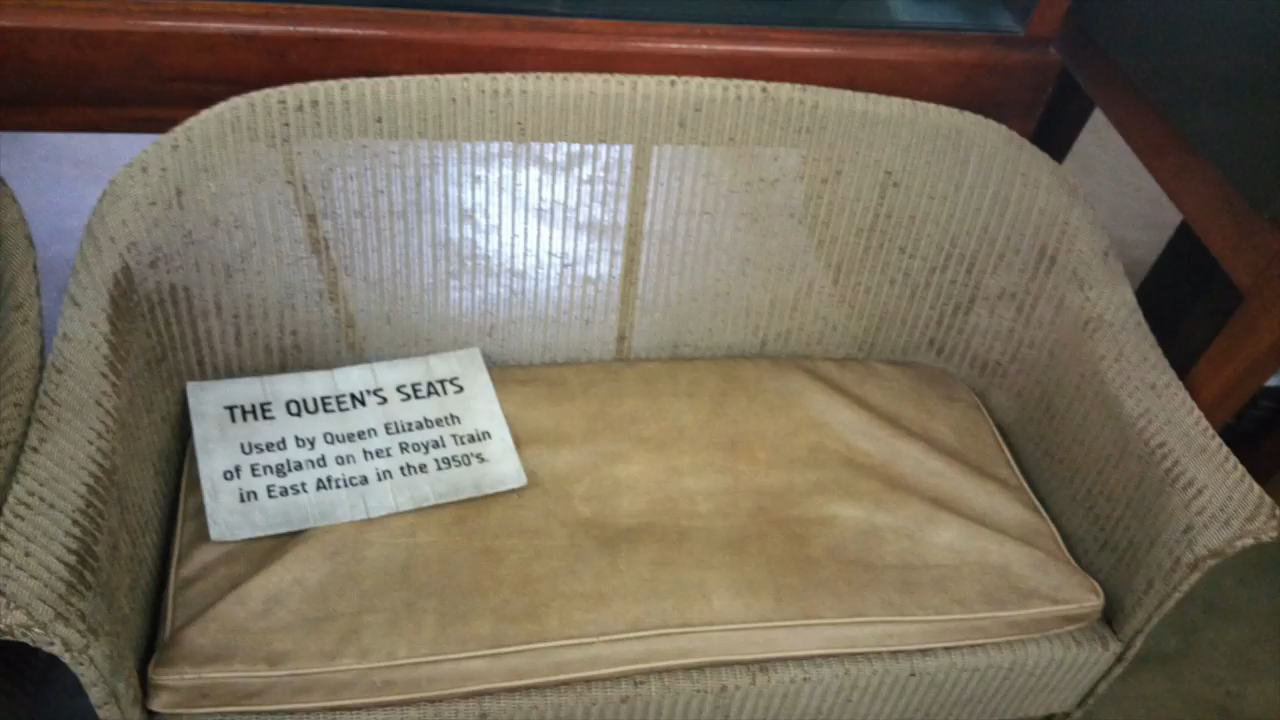 THE QUEEN'S SEATS
Used by Queen Elizabeth
of England on her Royal Train
in East Africa in the 1950's.